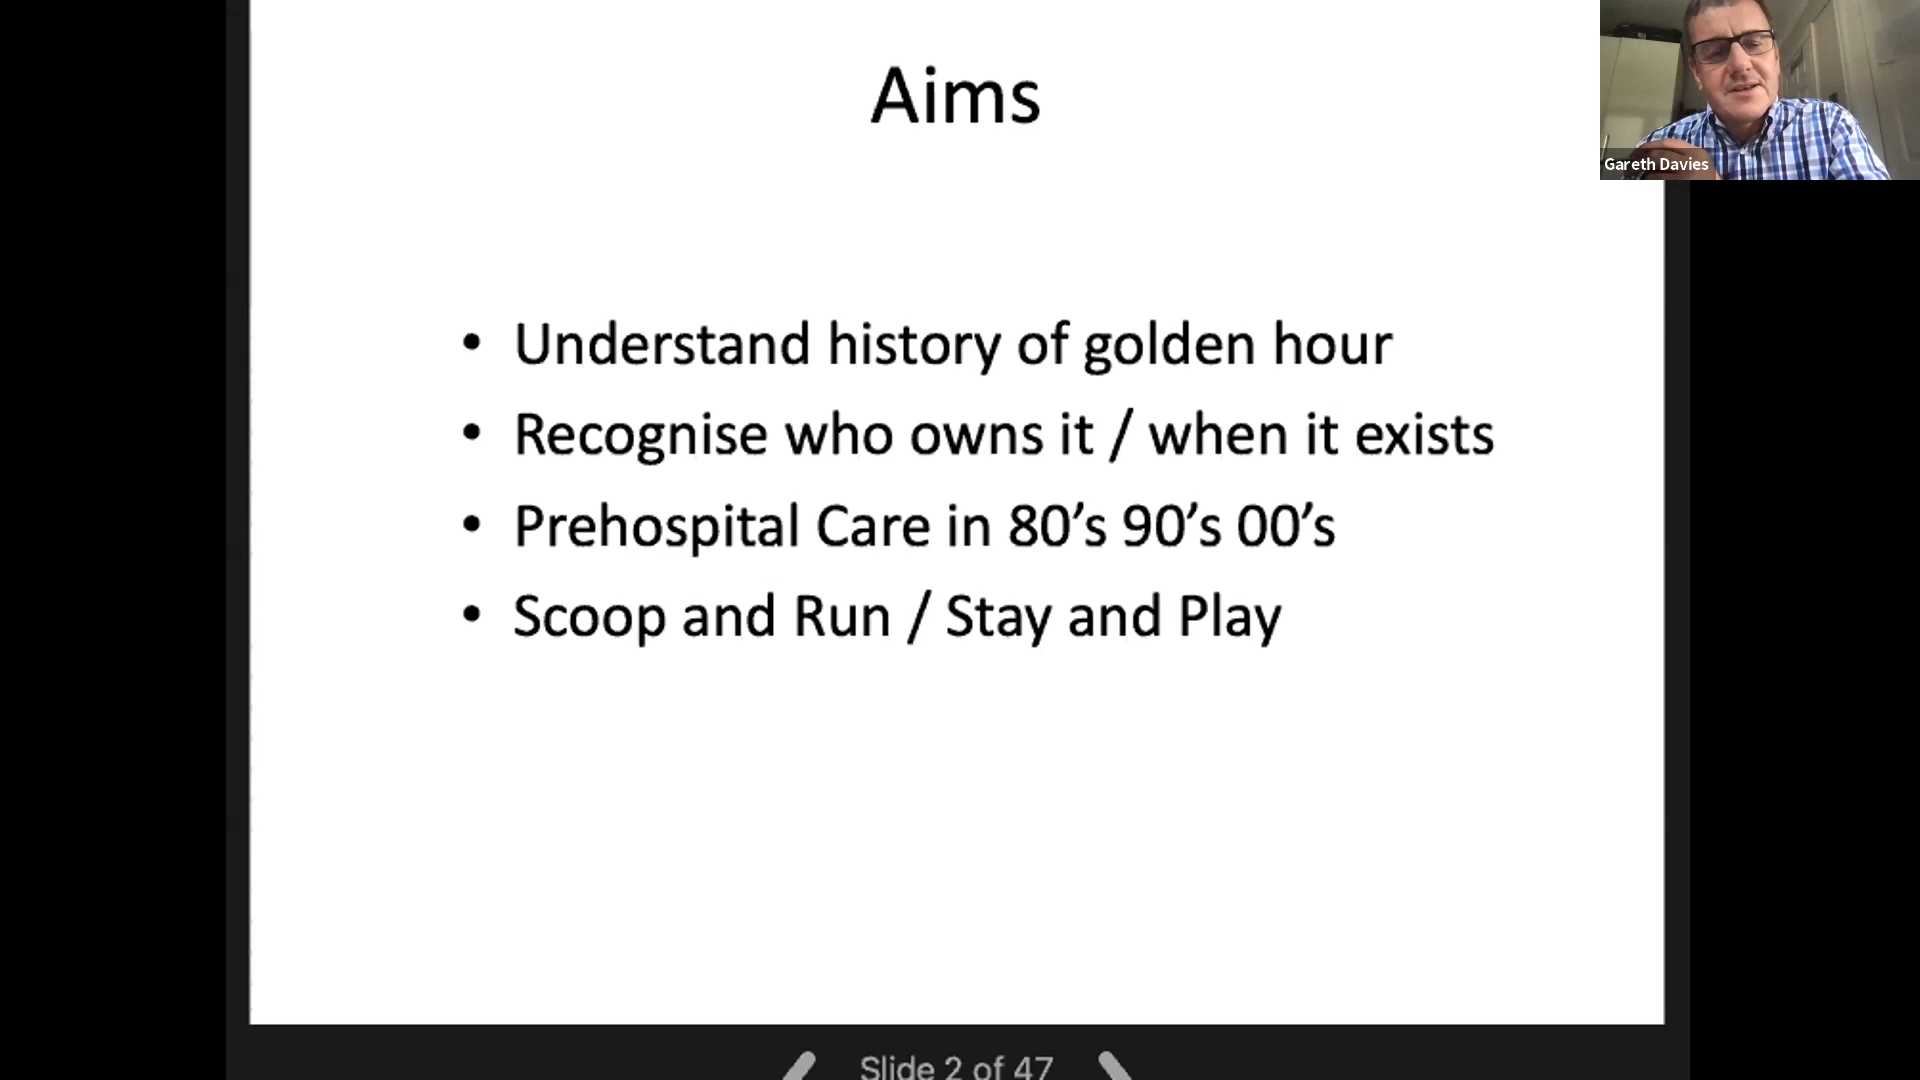 Aims
Gareth Davies
• Understand history of golden hour
• Recognise who owns it / when it exists
• Prehospital Care in 80’s 90’s 00’s
• Scoop and Run / Stay and Play
Slide 2 of 47